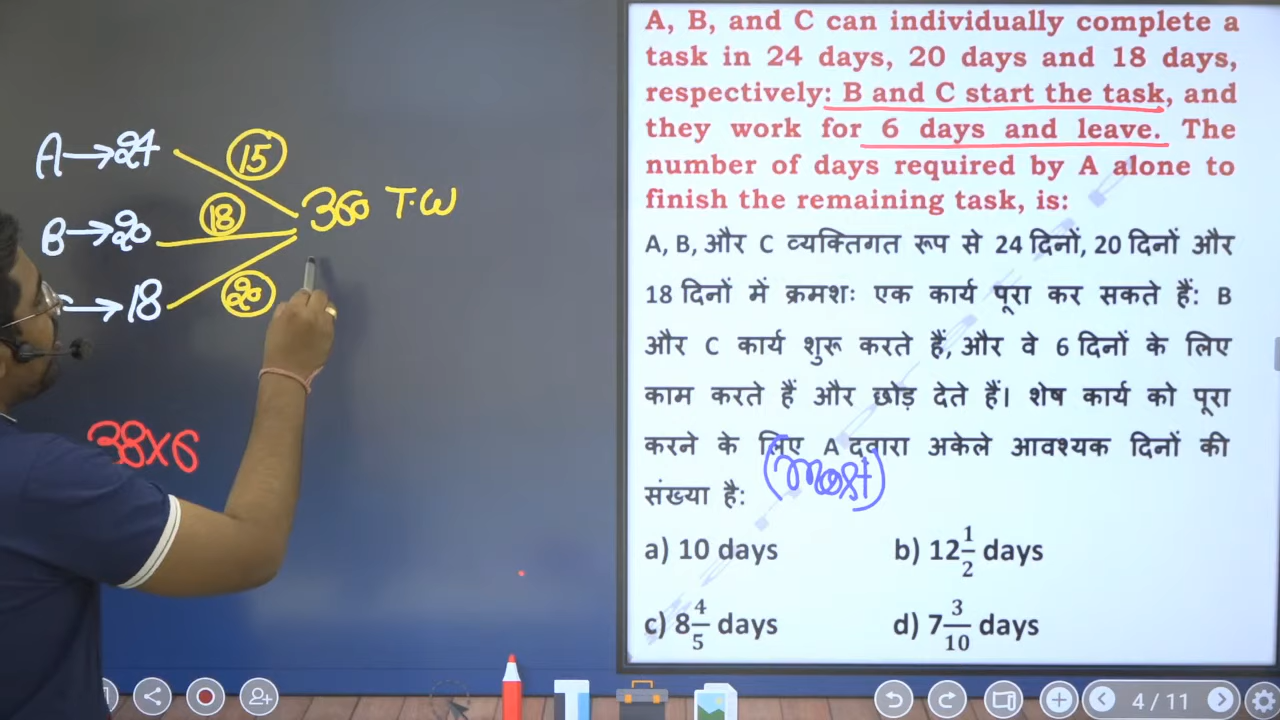 A→24
15
18
360 T.W
B→20
20
→18
38×6
A, B, and C can individually complete a
task in 24 days, 20 days and 18 days,
respectively: B and C start the task, and
they work for 6 days and leave. The
number of days required by A alone to
finish the remaining task, is:
A, B, और C व्यक्तिगत रूप से 24 दिनों, 20 दिनों और
18 दिनों में क्रमशः एक कार्य पूरा कर सकते हैं: B
और C कार्य शुरू करते हैं, और वे 6 दिनों के लिए
काम करते हैं और छोड़ देते हैं। शेष कार्य को पूरा
करने के लिए A द्वारा अकेले आवश्यक दिनों की
संख्या है:
(most)
a) 10 days
b) 12 1/2 days
c) 8 4/5 days
d) 7 3/10 days
4 / 11